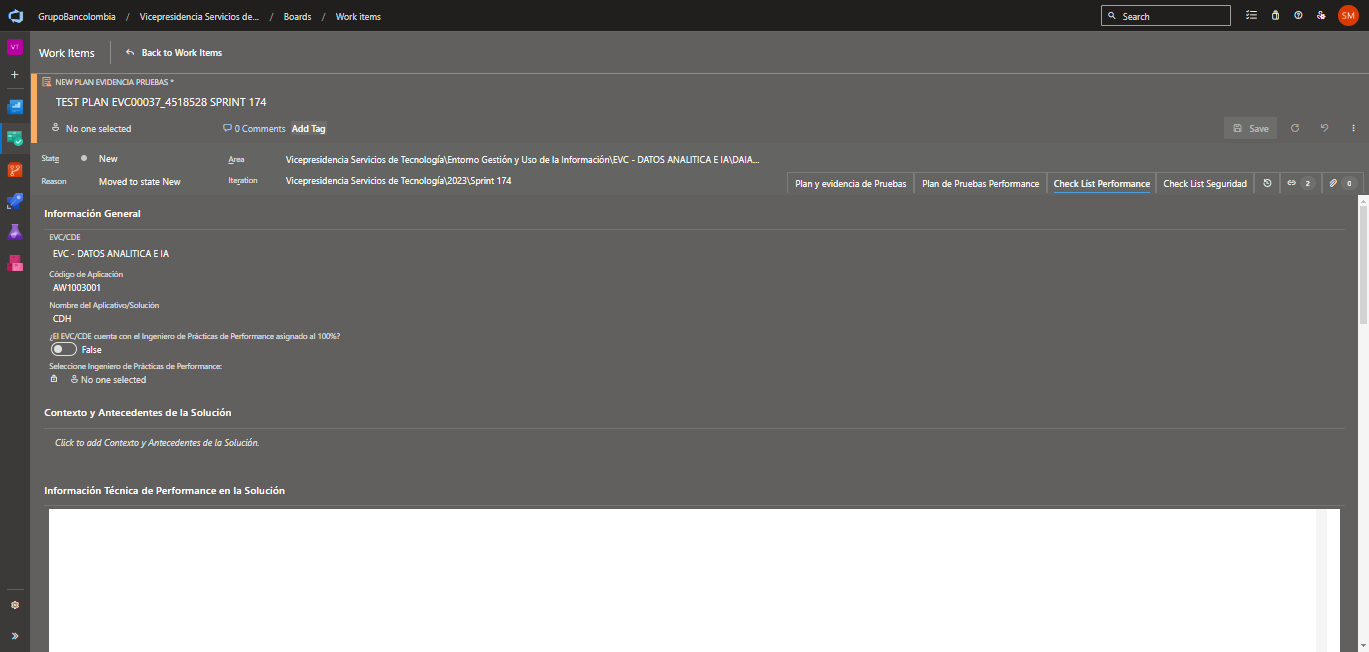 GrupoBancolombia / Vicepresidencia Servicios de... / Boards / Work items
Search
SM
VT
Work Items
Back to Work Items
NEW PLAN EVIDENCIA PRUEBAS *
TEST PLAN EVC00037_4518528 SPRINT 174
No one selected
0 Comments
Add Tag
Save
State
New
Area
Vicepresidencia Servicios de Tecnología\Entorno Gestión y Uso de la Información\EVC - DATOS ANALITICA E IA\DAIA...
Reason
Moved to state New
Iteration
Vicepresidencia Servicios de Tecnología\2023\Sprint 174
Plan y evidencia de Pruebas
Plan de Pruebas Performance
Check List Performance
Check List Seguridad
2
0
Información General
EVC/CDE
EVC - DATOS ANALITICA E IA
Código de Aplicación
AW1003001
Nombre del Aplicativo/Solución
CDH
¿El EVC/CDE cuenta con el Ingeniero de Prácticas de Performance asignado al 100%?
False
Seleccione Ingeniero de Prácticas de Performance:
No one selected
Contexto y Antecedentes de la Solución
Click to add Contexto y Antecedentes de la Solución.
Información Técnica de Performance en la Solución